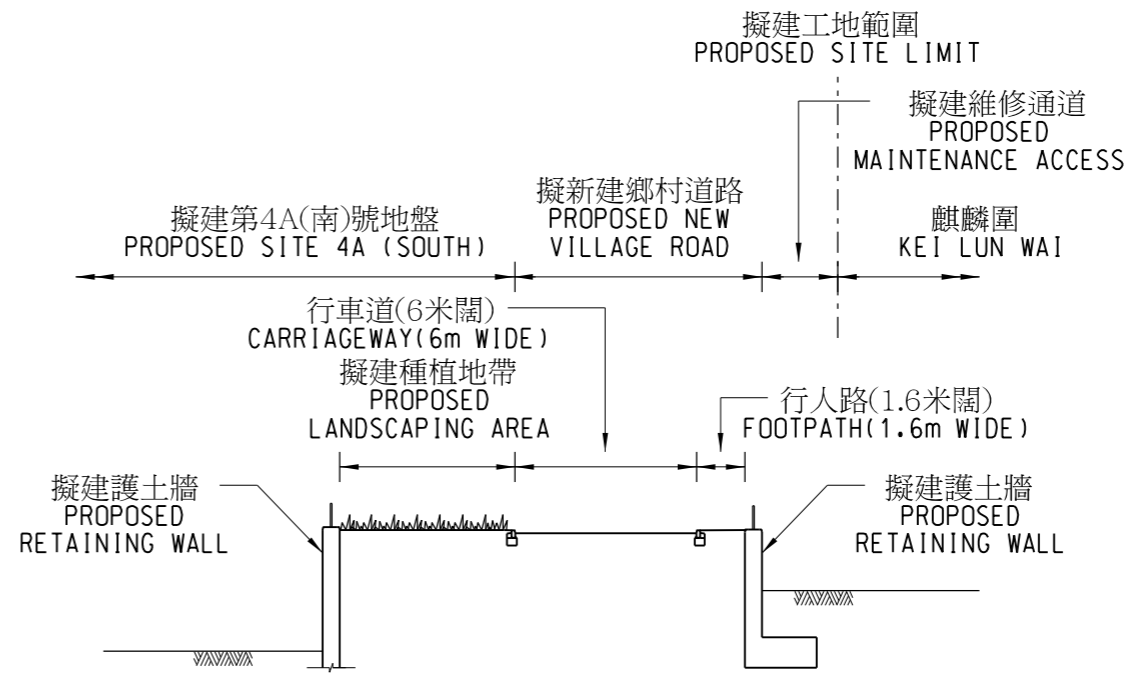 擬建工地範圍
PROPOSED SITE LIMIT
擬建維修通道
PROPOSED
MAINTENANCE ACCESS
擬建第4A(南)號地盤
PROPOSED SITE 4A (SOUTH)
擬新建鄉村道路
PROPOSED NEW
VILLAGE ROAD
麒麟圍
KEI LUN WAI
行車道(6米闊)
CARRIAGEWAY(6m WIDE)
擬建種植地帶
PROPOSED
LANDSCAPING AREA
行人路(1.6米闊)
FOOTPATH(1.6m WIDE)
擬建護土牆
PROPOSED
RETAINING WALL
擬建護土牆
PROPOSED
RETAINING WALL